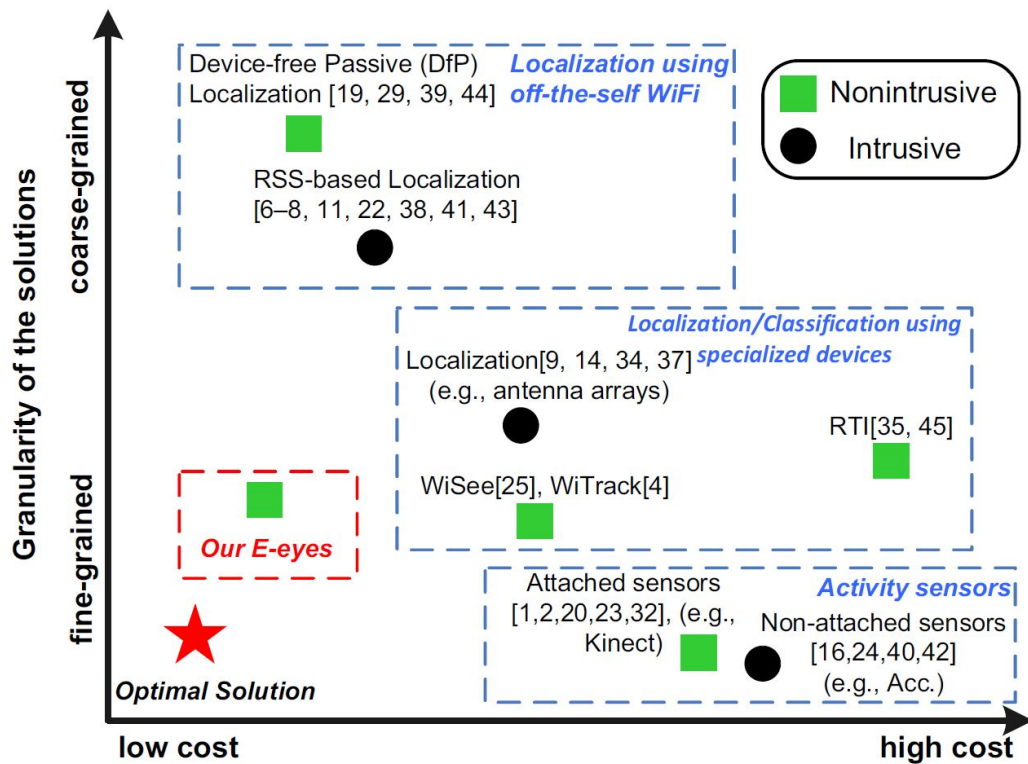 Granularity of the solutions
coarse-grained
fine-grained
Device-free Passive (DfP)
Localization [19, 29, 39, 44]
Localization using
off-the-self WiFi
RSS-based Localization
[6–8, 11, 22, 38, 41, 43]
Nonintrusive
Intrusive
Localization/Classification using
specialized devices
Localization[9, 14, 34, 37]
(e.g., antenna arrays)
RTI[35, 45]
WiSee[25], WiTrack[4]
Our E-eyes
Attached sensors
[1,2,20,23,32], (e.g.,
Kinect)
Activity sensors
Non-attached sensors
[16,24,40,42]
(e.g., Acc.)
Optimal Solution
low cost
high cost